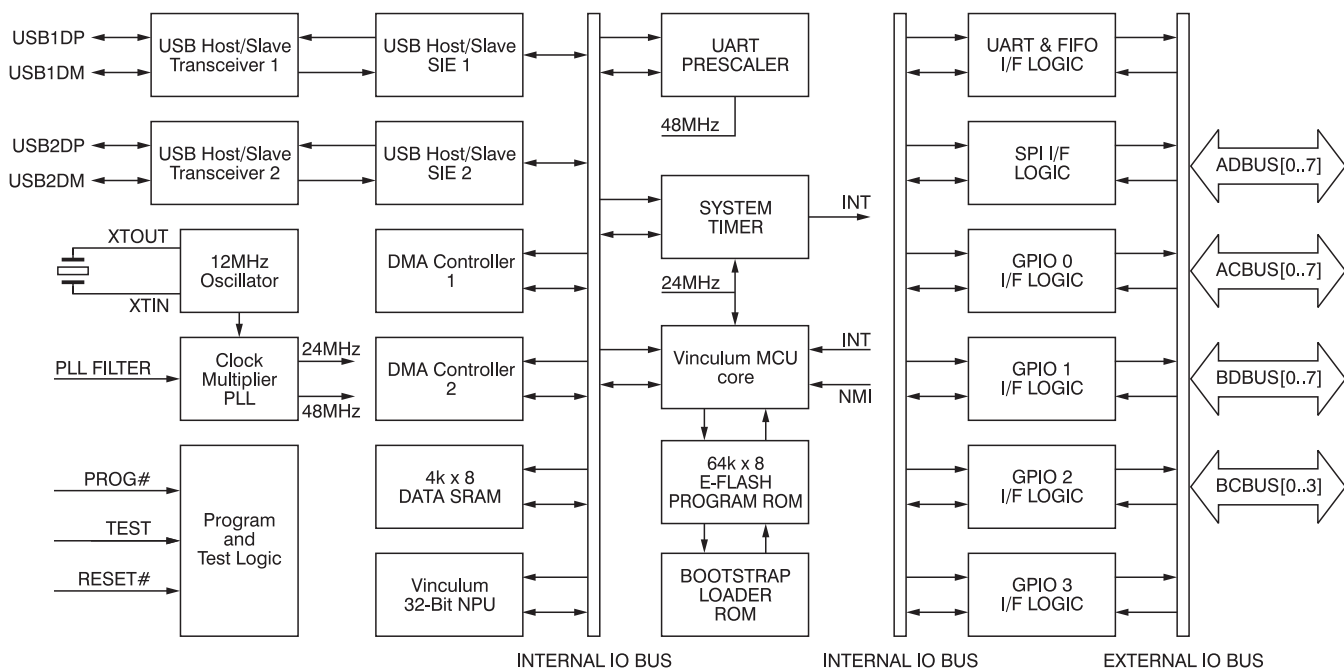 USB1DP
USB1DM
USB Host/Slave
Transceiver 1
USB Host/Slave
SIE 1
USB2DP
USB2DM
USB Host/Slave
Transceiver 2
USB Host/Slave
SIE 2
XTOUT
XTIN
12MHz
Oscillator
DMA Controller
1
PLL FILTER
Clock
Multiplier
PLL
24MHz
48MHz
DMA Controller
2
PROG#
TEST
RESET#
Program
and
Test Logic
4k x 8
DATA SRAM
Vinculum
32-Bit NPU
INTERNAL IO BUS
UART
PRESCALER
48MHz
SYSTEM
TIMER
INT
24MHz
Vinculum MCU
core
INT
NMI
64k x 8
E-FLASH
PROGRAM ROM
BOOTSTRAP
LOADER
ROM
INTERNAL IO BUS
UART & FIFO
I/F LOGIC
SPI I/F
LOGIC
GPIO 0
I/F LOGIC
GPIO 1
I/F LOGIC
GPIO 2
I/F LOGIC
GPIO 3
I/F LOGIC
EXTERNAL IO BUS
ADBUS[0..7]
ACBUS[0..7]
BDBUS[0..7]
BCBUS[0..3]